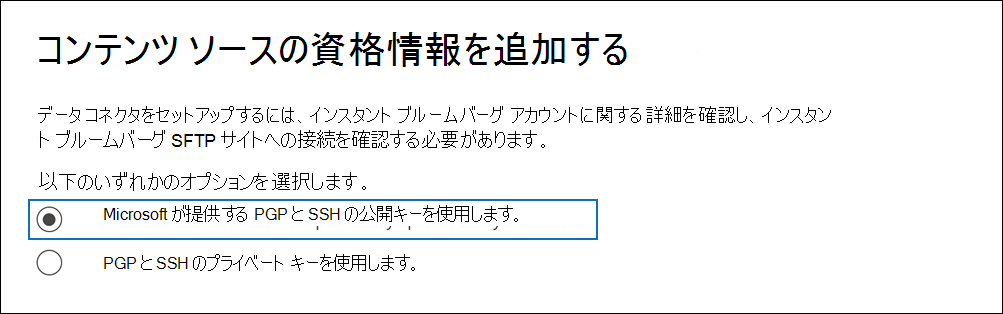 コンテンツ ソースの資格情報を追加する
データ コネクタをセットアップするには、インスタント ブルームバーグ アカウントに関する詳細を確認し、インスタン
ト ブルームバーグ SFTP サイトへの接続を確認する必要があります。
以下のいずれかのオプションを選択します。
Microsoft が提供する PGP と SSH の公開キーを使用します。
PGP と SSH のプライベート キーを使用します。